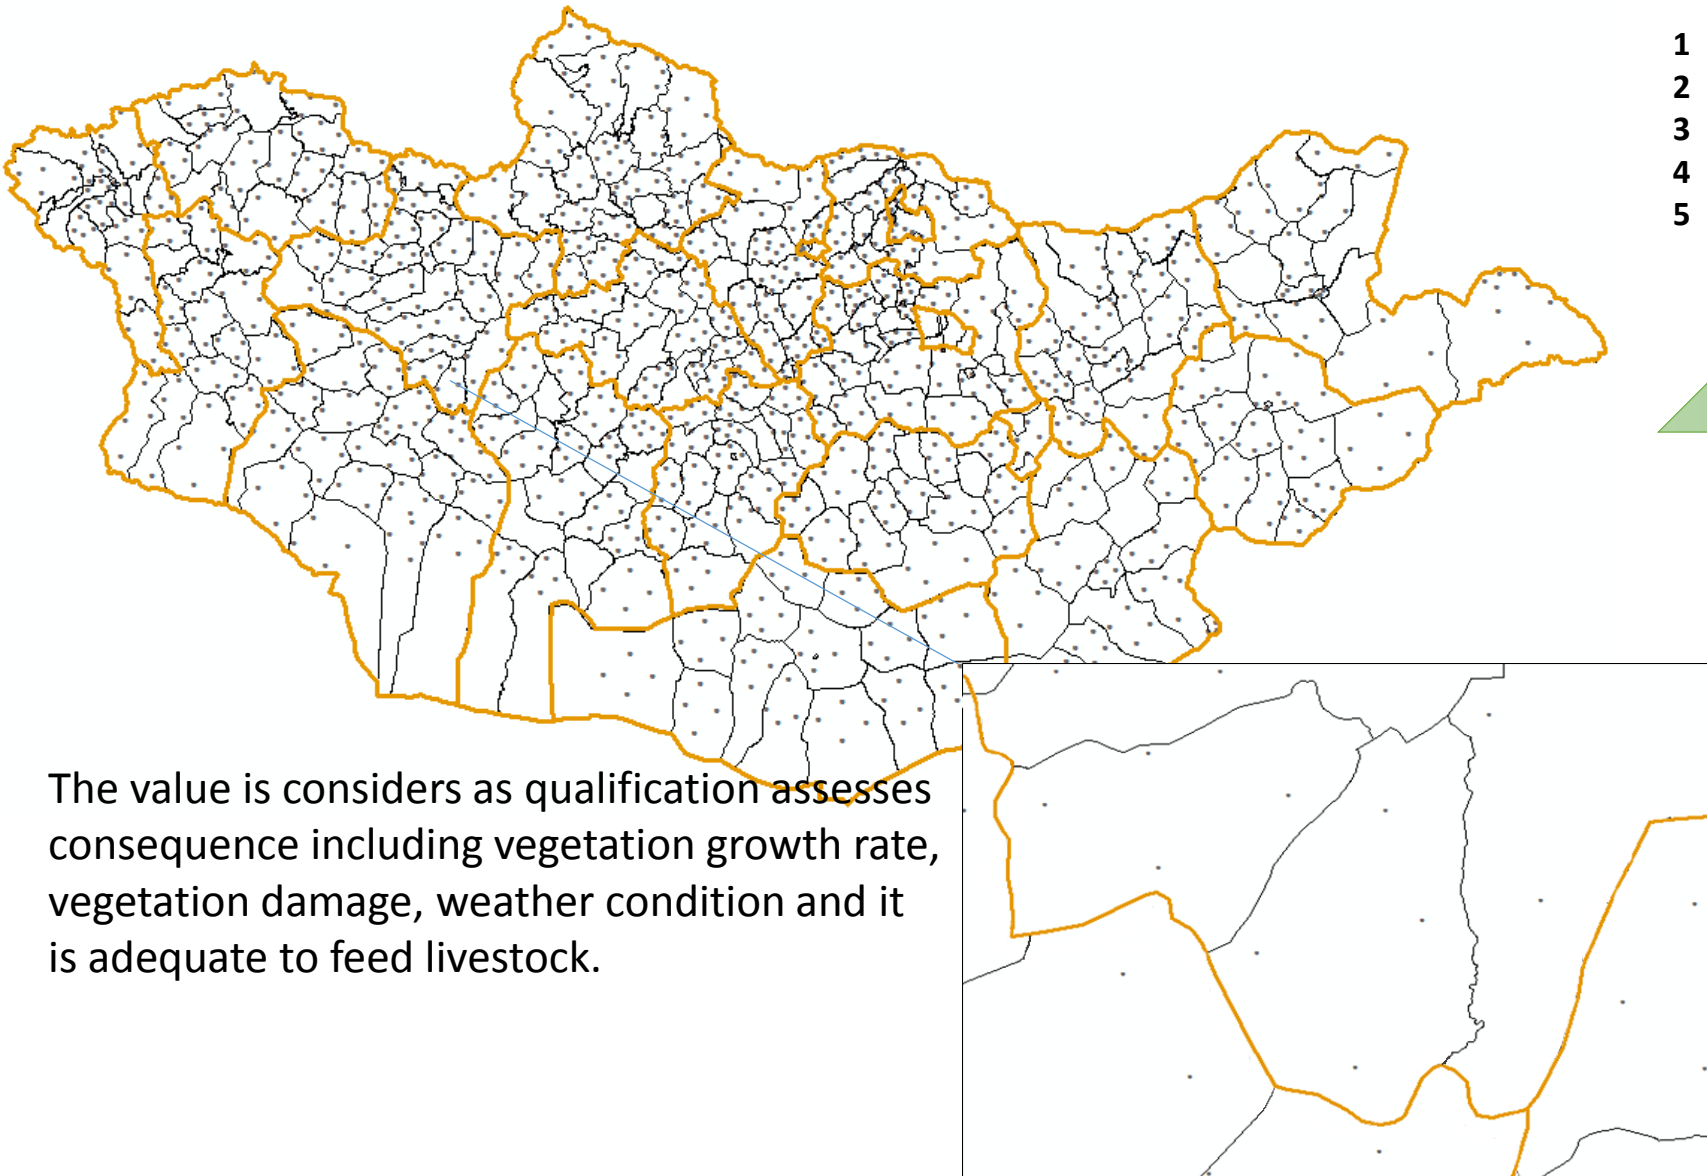 1
2
3
4
5
The value is considers as qualification assesses
consequence including vegetation growth rate,
vegetation damage, weather condition and it
is adequate to feed livestock.